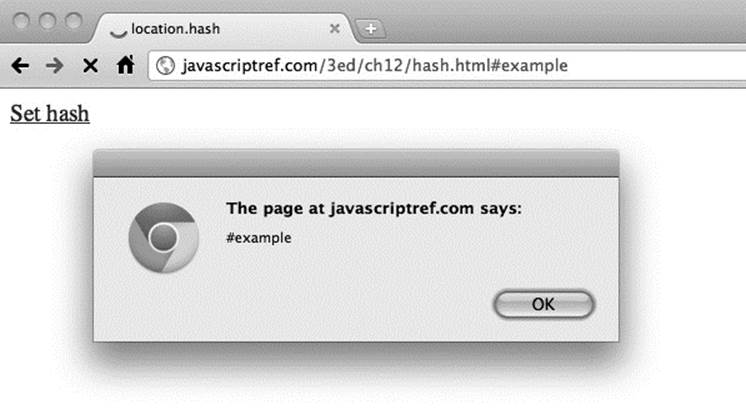 location.hash
javascriptref.com/3ed/ch12/hash.html#example
Set hash
The page at javascriptref.com says:
#example
OK